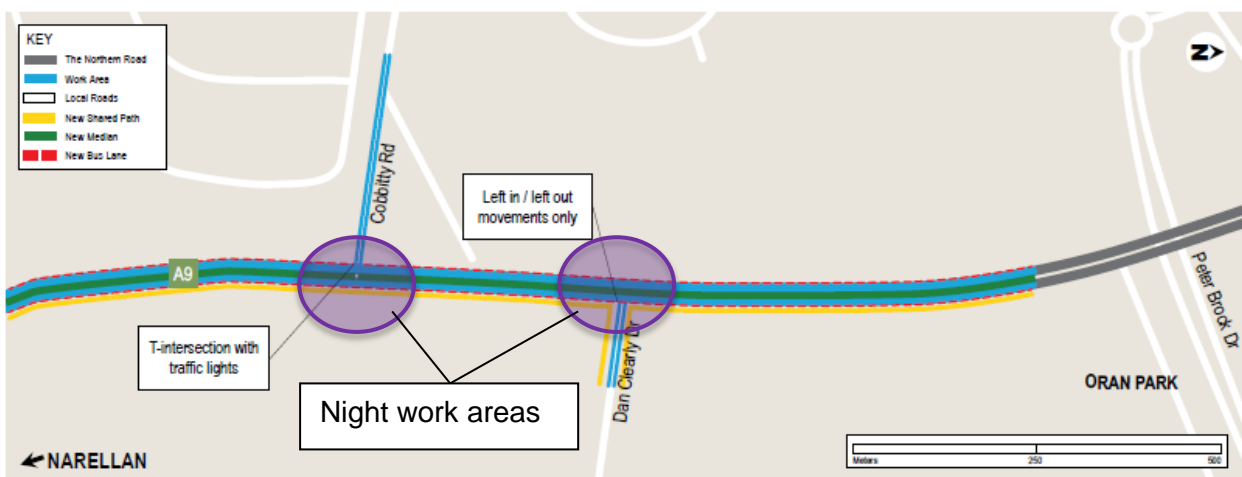 KEY
The Northern Road
Work Area
Local Roads
New Shared Path
New Median
New Bus Lane
N
Cobbitty Rd
Left in / left out
movements only
A9
T-intersection with
traffic lights
Night work areas
Dan Clearly Dr
Peter Brock Dr
ORAN PARK
NARELLAN
Meters 250 500